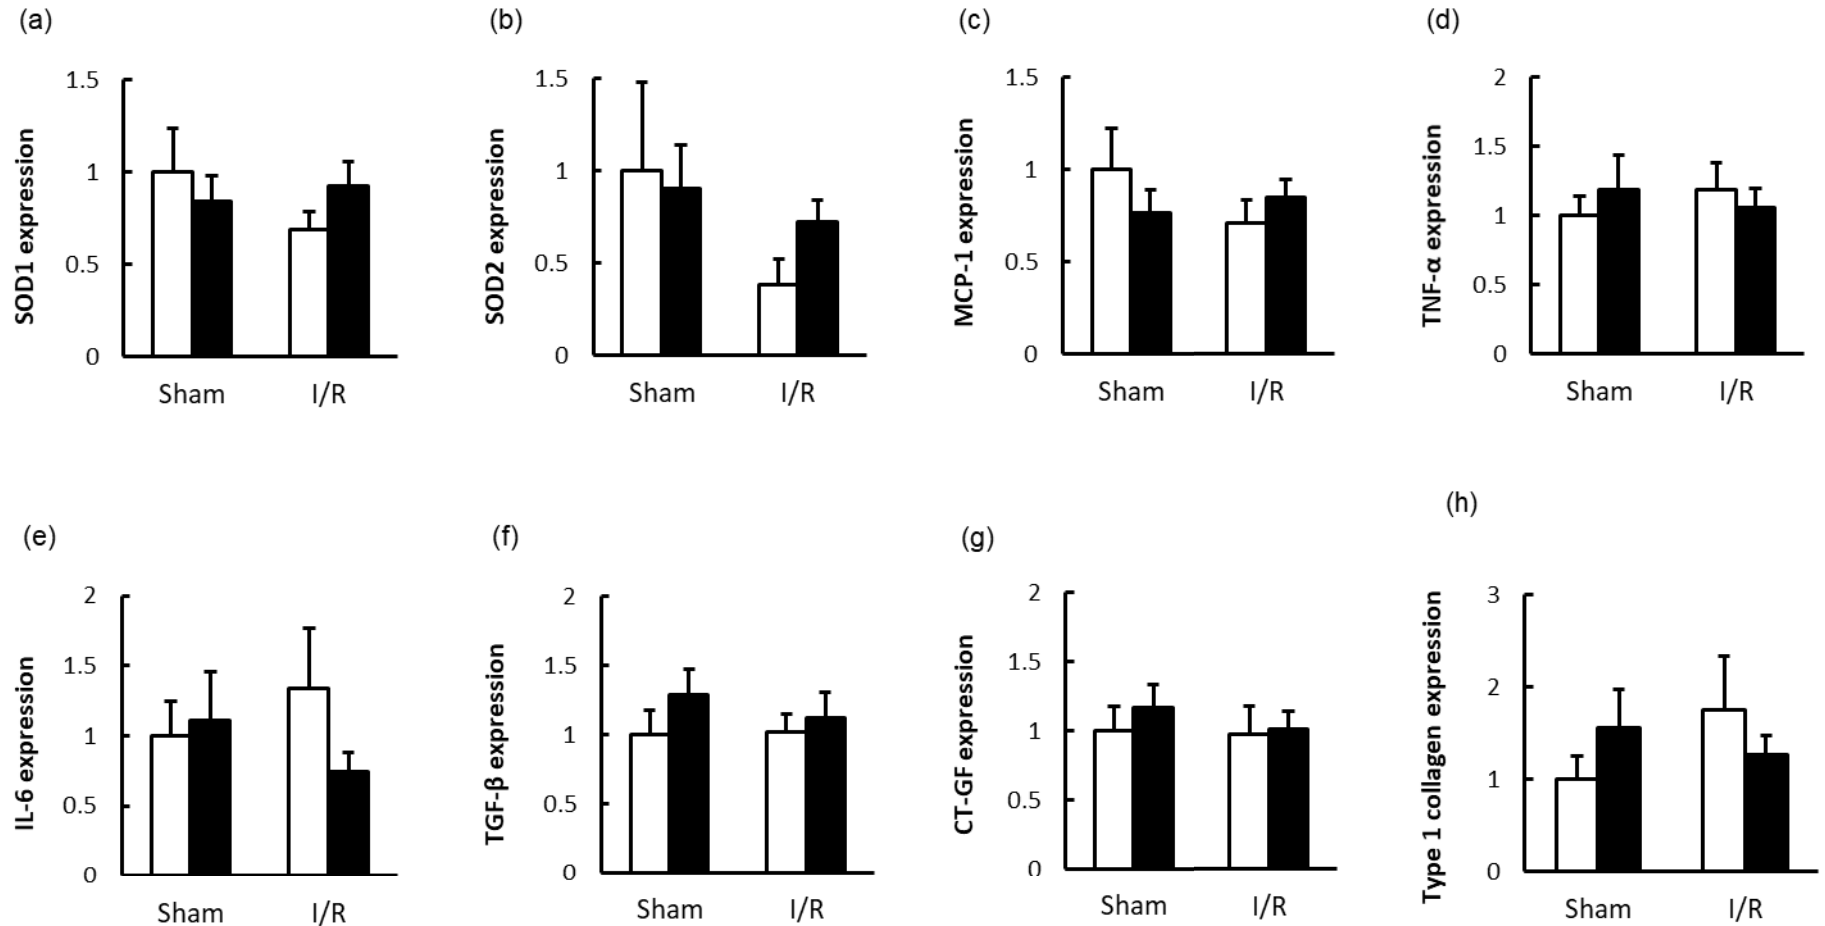 (a)
SOD1 expression
1.5
1
0.5
0
Sham I/R
(b)
SOD2 expression
1.5
1
0.5
0
Sham I/R
(c)
MCP-1 expression
1.5
1
0.5
0
Sham I/R
(d)
TNF-α expression
2
1.5
1
0.5
0
Sham I/R
(e)
IL-6 expression
2
1.5
1
0.5
0
Sham I/R
(f)
TGF-β expression
2
1.5
1
0.5
0
Sham I/R
(g)
CT-GF expression
2
1.5
1
0.5
0
Sham I/R
(h)
Type 1 collagen expression
3
2
1
0
Sham I/R